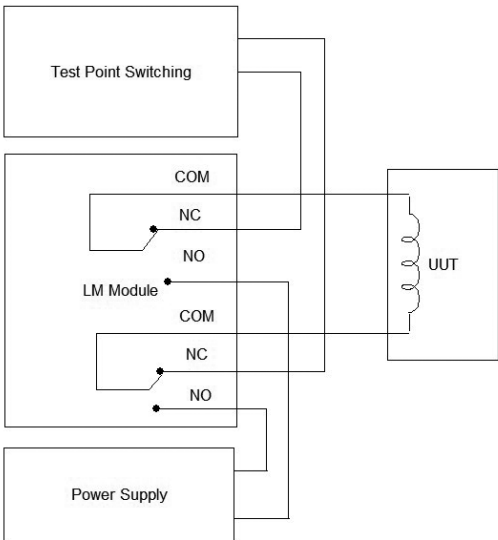 Test Point Switching
COM
NC
NO
LM Module
UUT
COM
NC
NO
Power Supply